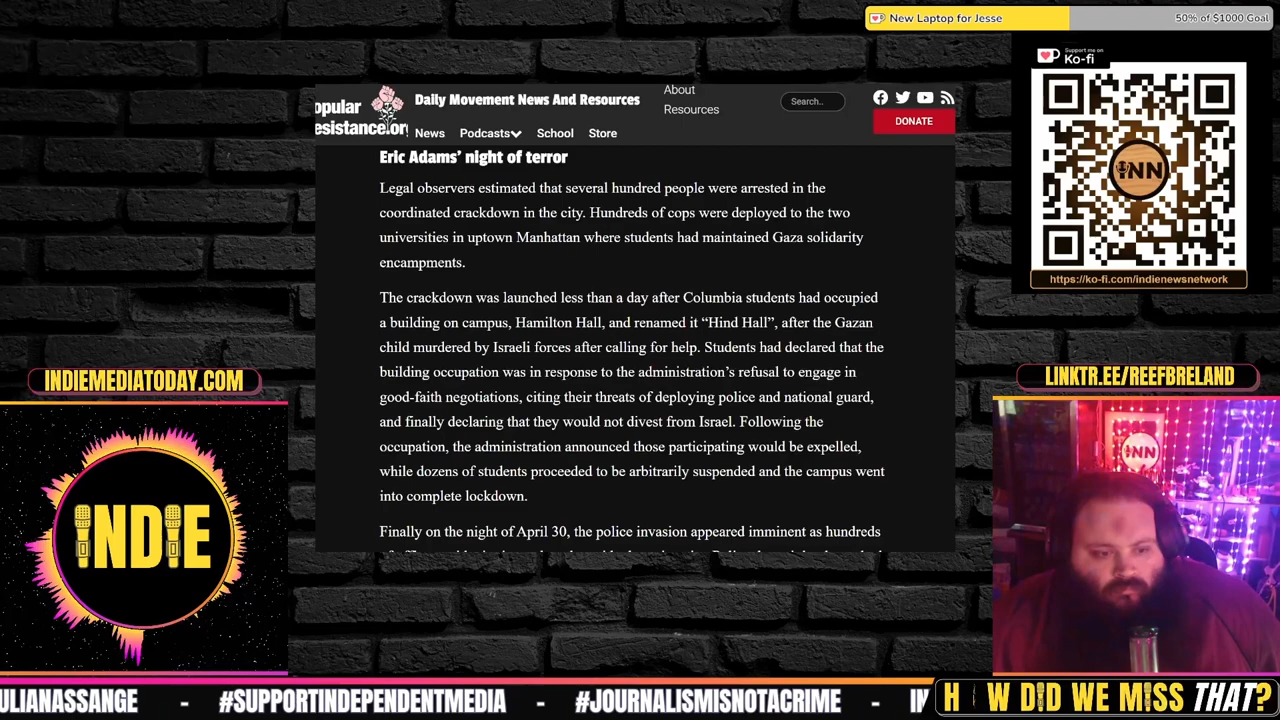 New Laptop for Jesse
50% of $1000 Goal
Support me on
Ko-fi
iNN
https://ko-fi.com/indienewsnetwork
opular
esistance.org
Daily Movement News And Resources
About
Resources
Search..
DONATE
News
Podcasts
School
Store
Eric Adams’ night of terror
Legal observers estimated that several hundred people were arrested in the
coordinated crackdown in the city. Hundreds of cops were deployed to the two
universities in uptown Manhattan where students had maintained Gaza solidarity
encampments.
The crackdown was launched less than a day after Columbia students had occupied
a building on campus, Hamilton Hall, and renamed it “Hind Hall”, after the Gazan
child murdered by Israeli forces after calling for help. Students had declared that the
building occupation was in response to the administration’s refusal to engage in
good-faith negotiations, citing their threats of deploying police and national guard,
and finally declaring that they would not divest from Israel. Following the
occupation, the administration announced those participating would be expelled,
while dozens of students proceeded to be arbitrarily suspended and the campus went
into complete lockdown.
Finally on the night of April 30, the police invasion appeared imminent as hundreds
INDIEMEDIATODAY.COM
INDIE
LINKTR.EE/REEFBRELAND
iNN
ULIANASSANGE - #SUPPORTINDEPENDENTMEDIA - #JOURNALISMISNOTACRIME - IN
HOW DID WE MISS THAT?